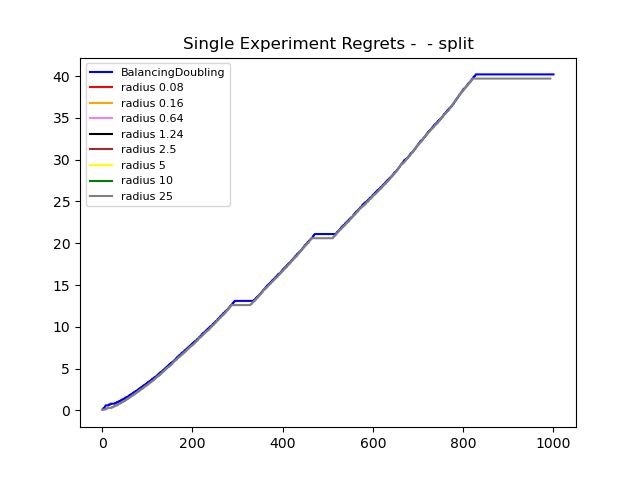 Single Experiment Regrets -  - split
40
35
30
25
20
15
10
5
0
BalancingDoubling
radius 0.08
radius 0.16
radius 0.64
radius 1.24
radius 2.5
radius 5
radius 10
radius 25
0 200 400 600 800 1000